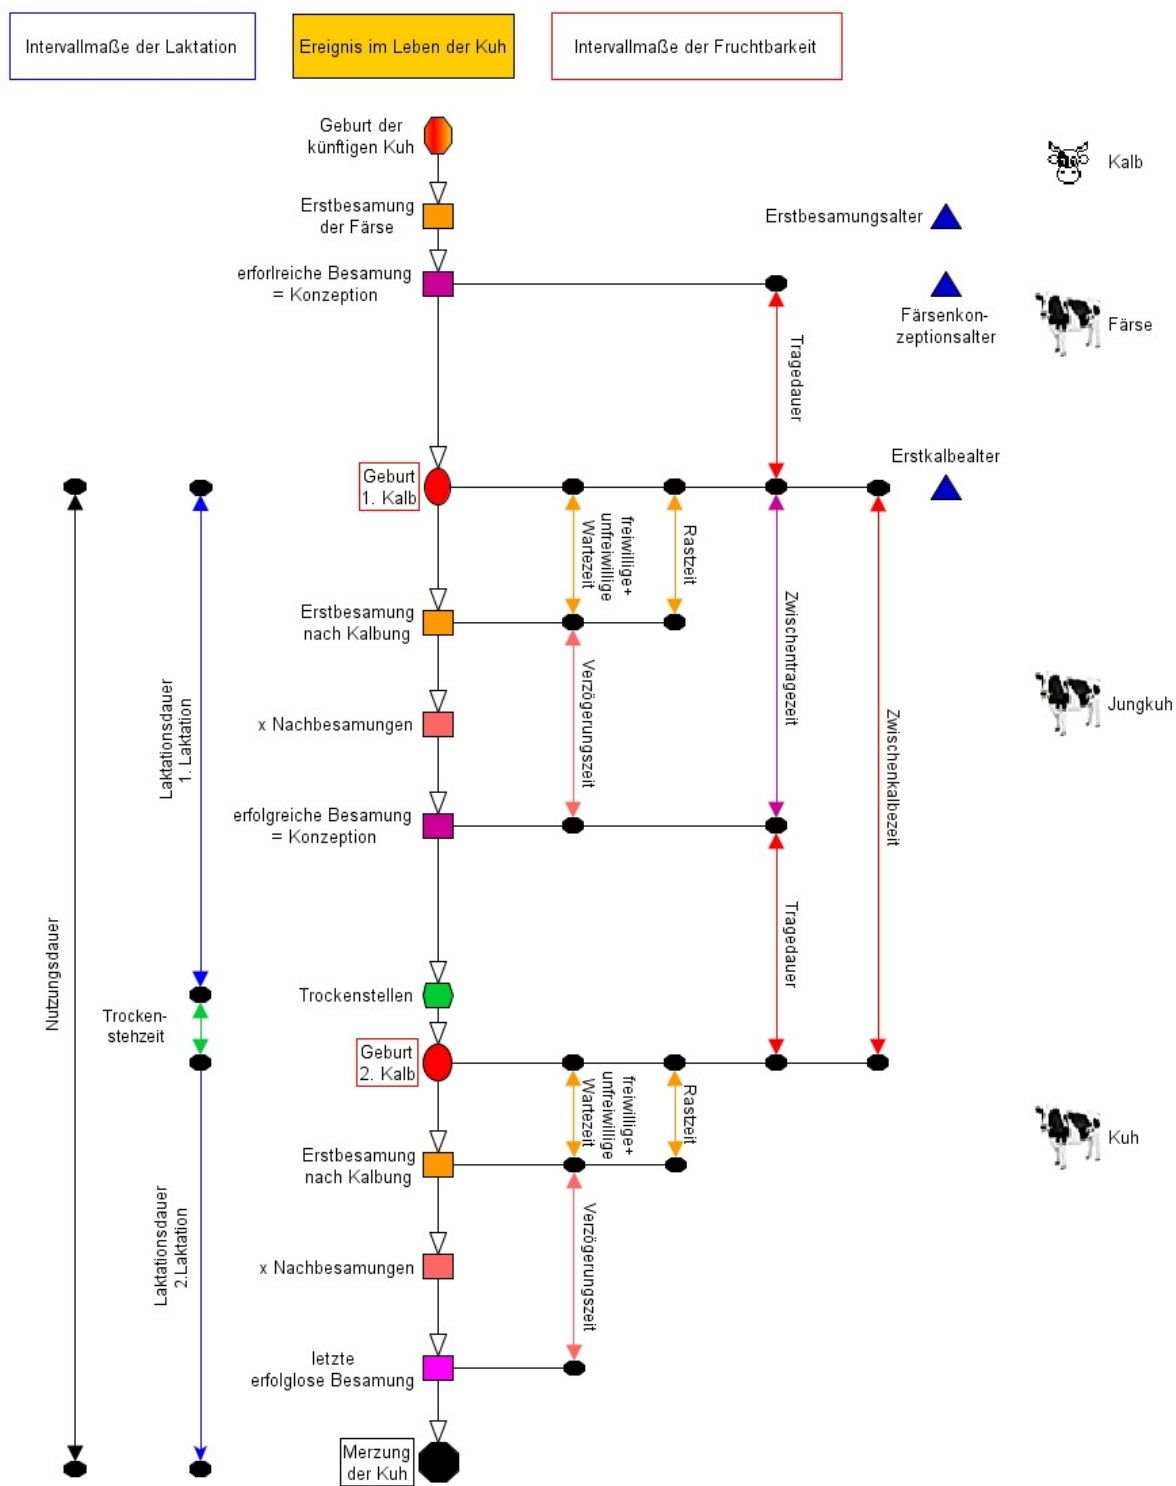 Intervallmaße der Laktation
Ereignis im Leben der Kuh
Intervallmaße der Fruchtbarkeit
Geburt der
künftigen Kuh
Kalb
Erstbesamung
der Färse
Erstbesamungsalter
erforlreiche Besamung
= Konzeption
Färsenkon-
zeptionsalter
Färse
Tragedauer
Erstkalbealter
Geburt
1. Kalb
freiwillige+
unfreiwillige
Wartezeit
Rastzeit
Erstbesamung
nach Kalbung
Zwischentragezeit
Verzögerungszeit
Laktationsdauer
1. Laktation
x Nachbesamungen
Jungkuh
Zwischenkalbezeit
erfolgreiche Besamung
= Konzeption
Tragedauer
Nutzungsdauer
Trockenstellen
Trocken-
stehzeit
Geburt
2. Kalb
freiwillige+
unfreiwillige
Wartezeit
Rastzeit
Kuh
Erstbesamung
nach Kalbung
Laktationsdauer
2.Laktation
Verzögerungszeit
x Nachbesamungen
letzte
erfolglose Besamung
Merzung
der Kuh